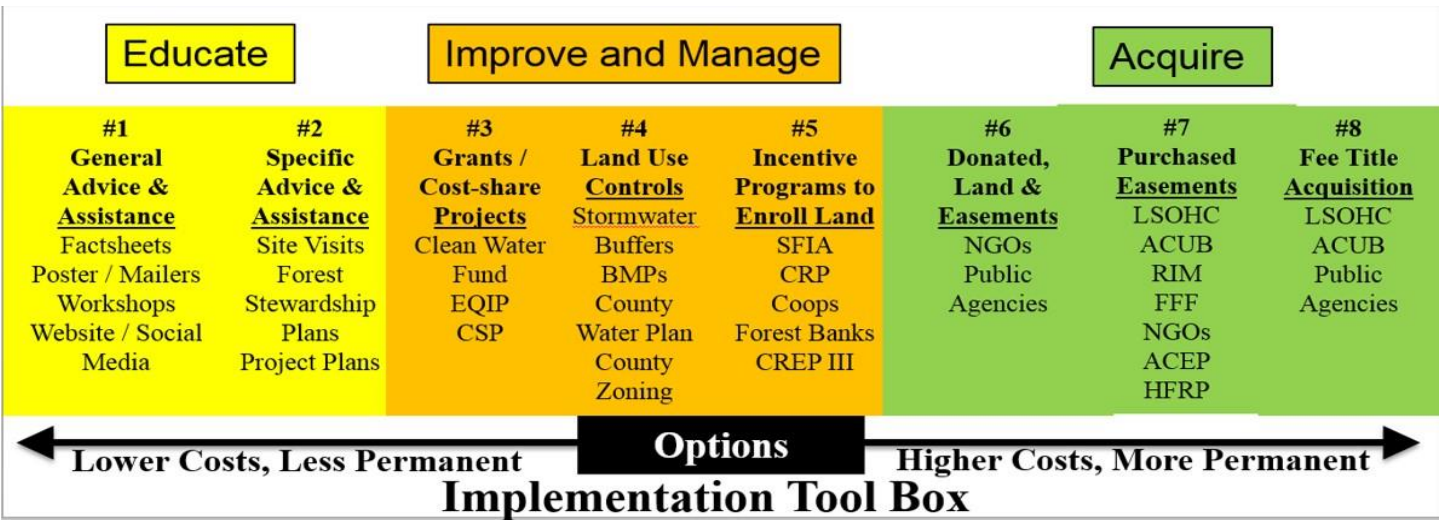 Educate
Improve and Manage
Acquire
#1
General
Advice &
Assistance
Factsheets
Poster / Mailers
Workshops
Website / Social
Media
#2
Specific
Advice &
Assistance
Site Visits
Forest
Stewardship
Plans
Project Plans
#3
Grants /
Cost-share
Projects
Clean Water
Fund
EQIP
CSP
#4
Land Use
Controls
Stormwater
Buffers
BMPs
County
Water Plan
County
Zoning
#5
Incentive
Programs to
Enroll Land
SFIA
CRP
Coops
Forest Banks
CREP III
#6
Donated,
Land &
Easements
NGOs
Public
Agencies
#7
Purchased
Easements
LSOHC
ACUB
RIM
FFF
NGOs
ACEP
HFRP
#8
Fee Title
Acquisition
LSOHC
ACUB
Public
Agencies
Lower Costs, Less Permanent
Options
Higher Costs, More Permanent
Implementation Tool Box